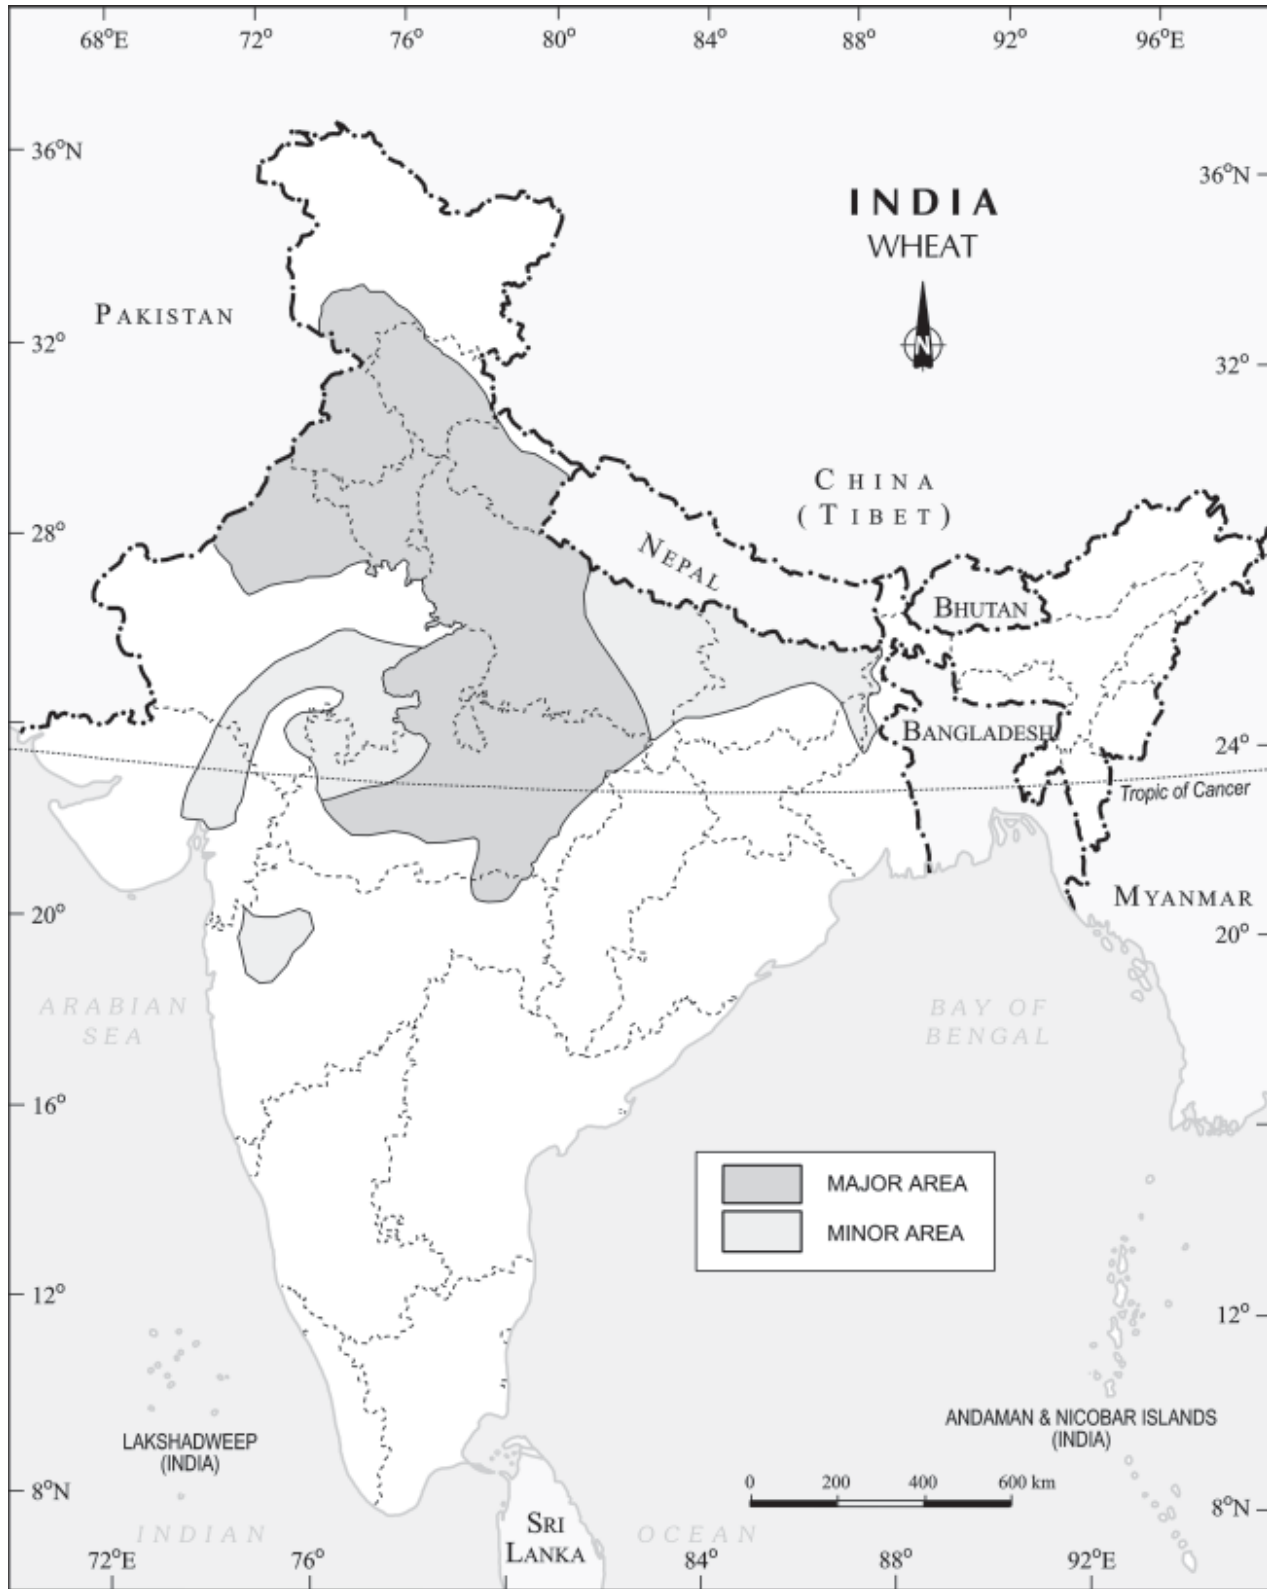 68°E 72° 76° 80° 84° 88° 92° 96°E
36°N
36°N
INDIA
WHEAT
PAKISTAN
N
32°
32°
CHINA
(TIBET)
28°
NEPAL
BHUTAN
BANGLADESH
24°
Tropic of Cancer
MYANMAR
20°
20°
ARABIAN
SEA
BAY OF
BENGAL
16°
MAJOR AREA
MINOR AREA
12°
12°
LAKSHADWEEP
(INDIA)
ANDAMAN & NICOBAR ISLANDS
(INDIA)
0 200 400 600 km
8°N
8°N
INDIAN OCEAN
SRI
LANKA
72°E 76° 84° 88° 92°E